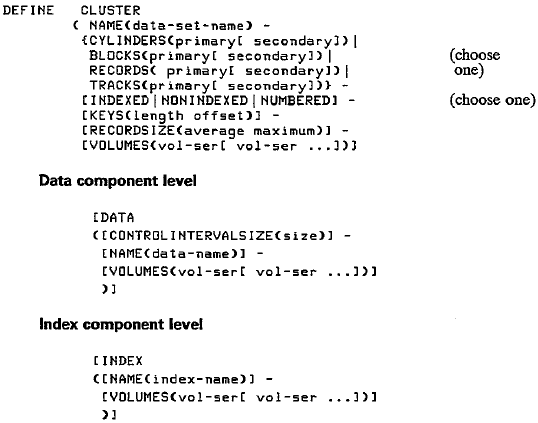 DEFINE CLUSTER
( NAME(data-set-name) -
{CYLINDERS(primary[ secondary])|
BLOCKS(primary[ secondary])| (choose
RECORDS( primary[ secondary])| one)
TRACKS(primary[ secondary])} -
[INDEXED|NONINDEXED|NUMBERED] - (choose one)
[KEYS(length offset)] -
[RECORDSIZE(average maximum)] -
[VOLUMES(vol-ser[ vol-ser ...])]
Data component level
[DATA
([CONTROLINTERVALSIZE(size)] -
[NAME(data-name)] -
[VOLUMES(vol-ser[ vol-ser ...])]
)]
Index component level
[INDEX
([NAME(index-name)] -
[VOLUMES(vol-ser[ vol-ser ...])]
)]